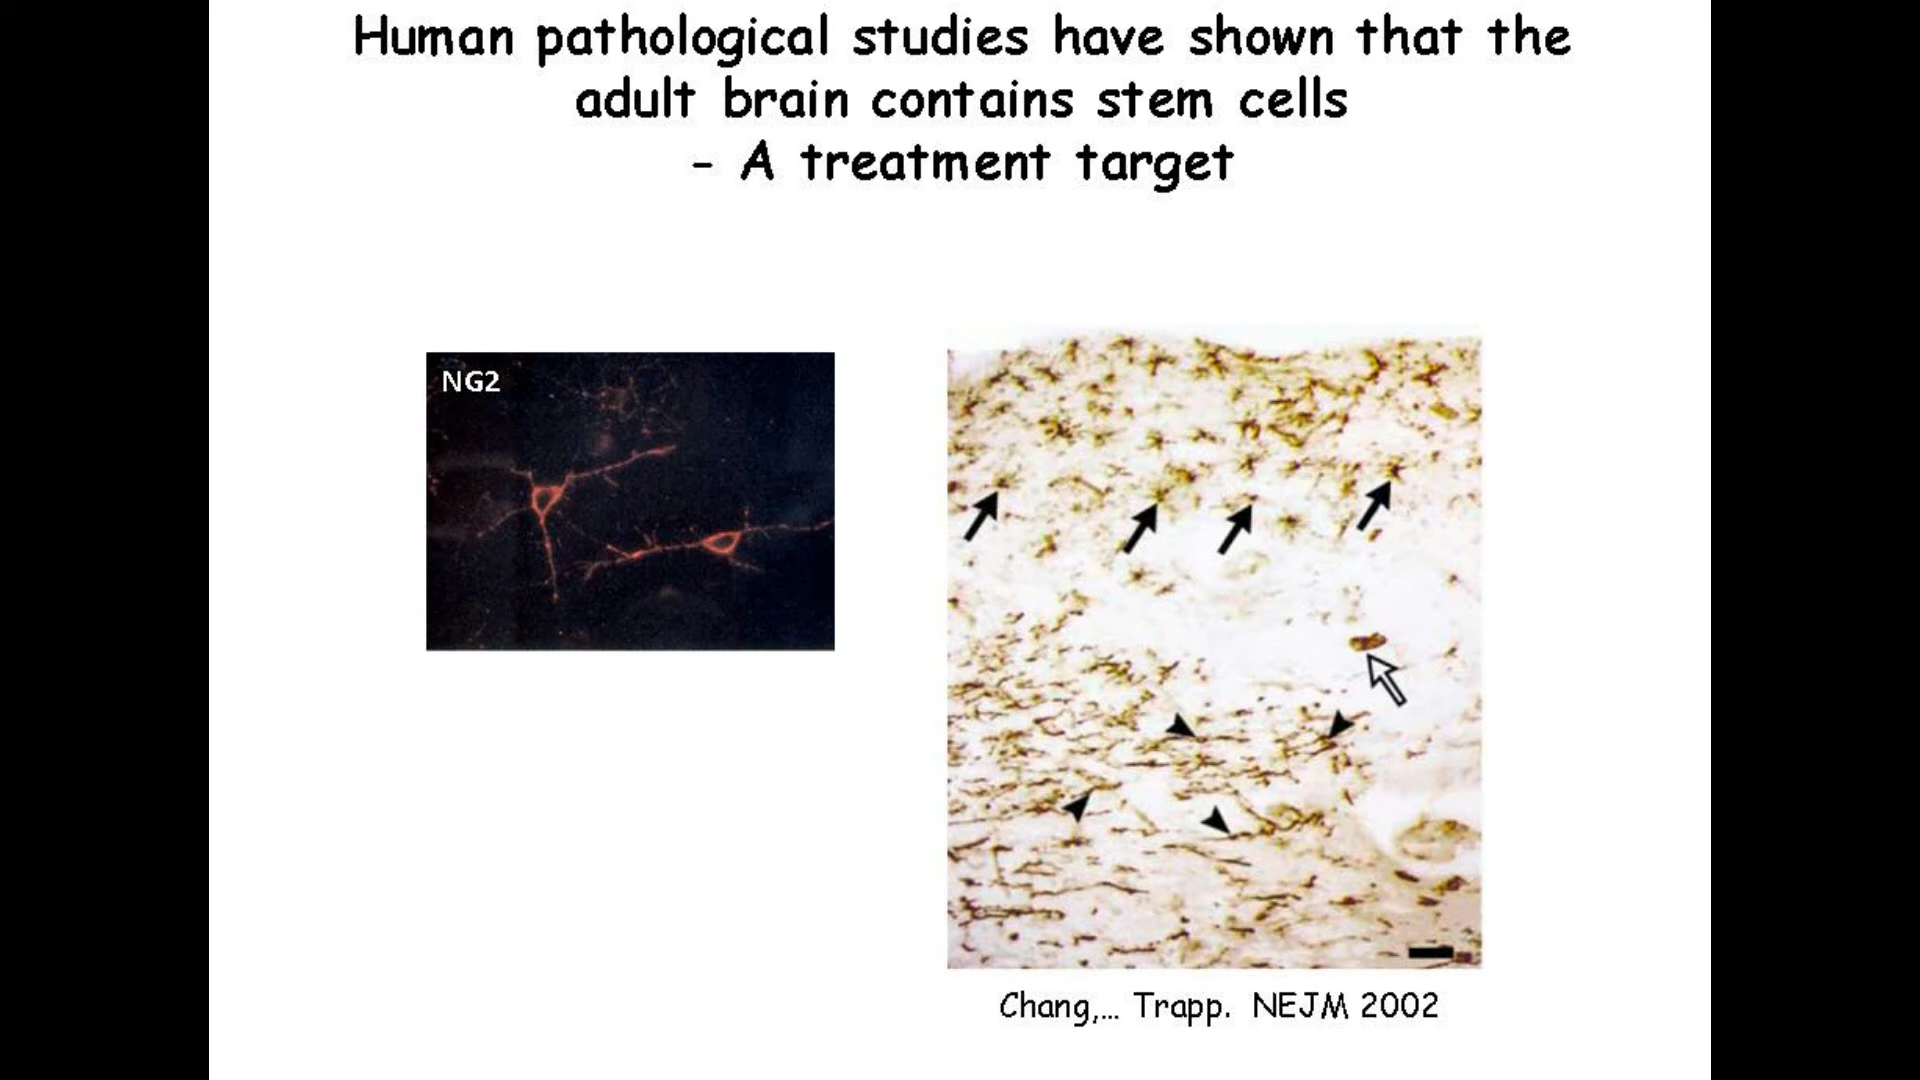 Human pathological studies have shown that the
adult brain contains stem cells
- A treatment target
NG2
Chang,... Trapp. NEJM 2002